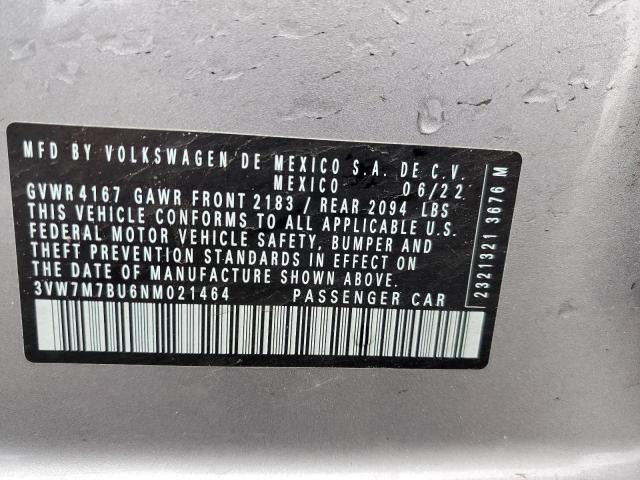 MFD BY VOLKSWAGEN DE MEXICO S.A. DE C.V.
MEXICO 06/22
GVWR 4167 GAWR FRONT 2183 / REAR 2094 LBS
THIS VEHICLE CONFORMS TO ALL APPLICABLE U.S.
FEDERAL MOTOR VEHICLE SAFETY, BUMPER AND
THEFT PREVENTION STANDARDS IN EFFECT ON
THE DATE OF MANUFACTURE SHOWN ABOVE.
3VW7M7BU6NM021464 PASSENGER CAR
2321321 3676 M